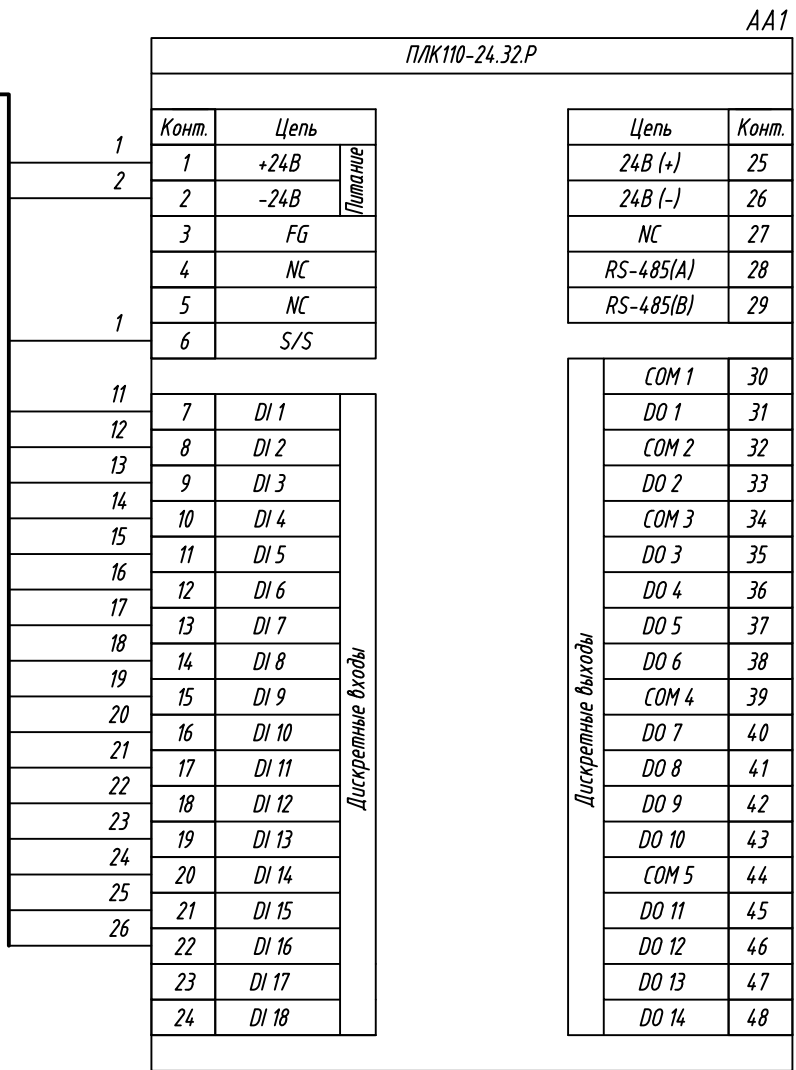 AA1
ПЛК110-24.32.Р
Конт. Цепь Цепь Конт.
1 1 +24В Питание 24В (+) 25
2 2 -24В 24В (-) 26
3 FG NC 27
4 NC RS-485(A) 28
5 NC RS-485(B) 29
1 6 S/S
COM 1 30
11 7 DI 1 DO 1 31
12 8 DI 2 COM 2 32
13 9 DI 3 DO 2 33
14 10 DI 4 COM 3 34
15 11 DI 5 DO 3 35
16 12 DI 6 DO 4 36
17 13 DI 7 DO 5 37
18 14 DI 8 DO 6 38
19 15 DI 9 COM 4 39
20 16 DI 10 DO 7 40
21 17 DI 11 DO 8 41
22 18 DI 12 DO 9 42
23 19 DI 13 DO 10 43
24 20 DI 14 COM 5 44
25 21 DI 15 DO 11 45
26 22 DI 16 DO 12 46
23 DI 17 DO 13 47
24 DI 18 DO 14 48
Дискретные входы
Дискретные выходы